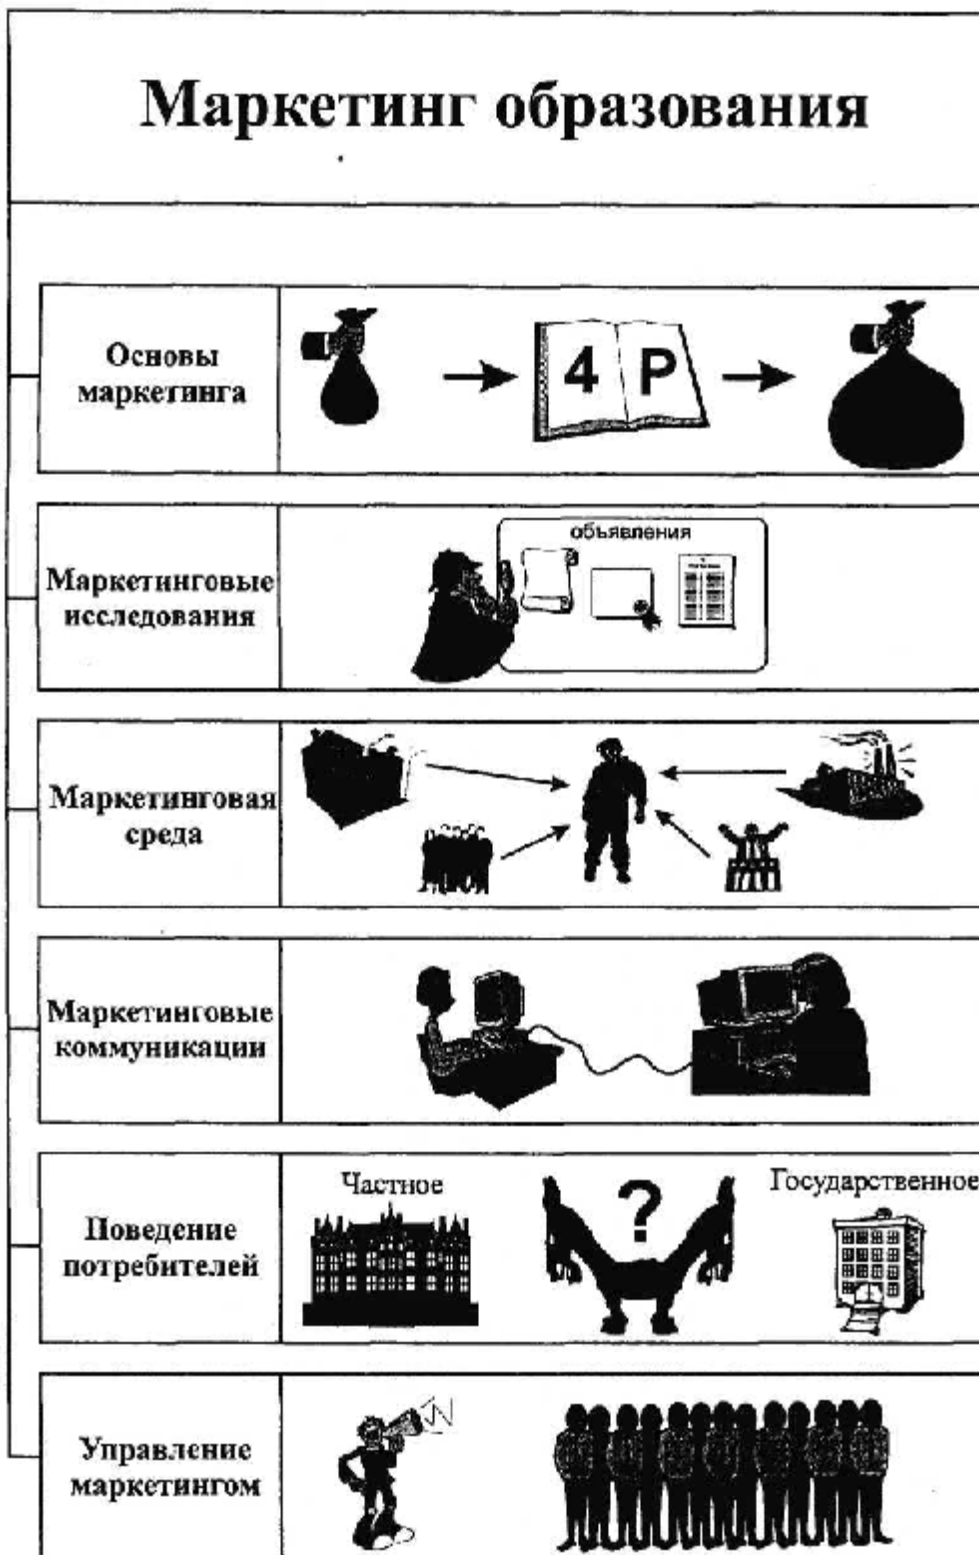 Маркетинг образования
Основы
маркетинга
4 P
объявления
Маркетинговые
исследования
Маркетинговая
среда
Маркетинговые
коммуникации
Поведение
потребителей
Частное
?
Государственное
Управление
маркетингом